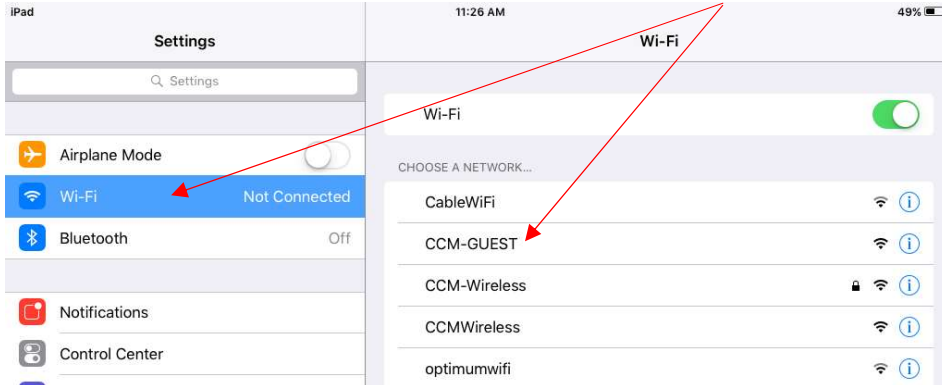 iPad 11:26 AM 49%
Settings
Settings
Airplane Mode
Wi-Fi Not Connected
Bluetooth Off
Notifications
Control Center
Wi-Fi
Wi-Fi
CHOOSE A NETWORK...
CableWiFi
CCM-GUEST
CCM-Wireless
CCMWireless
optimumwifi